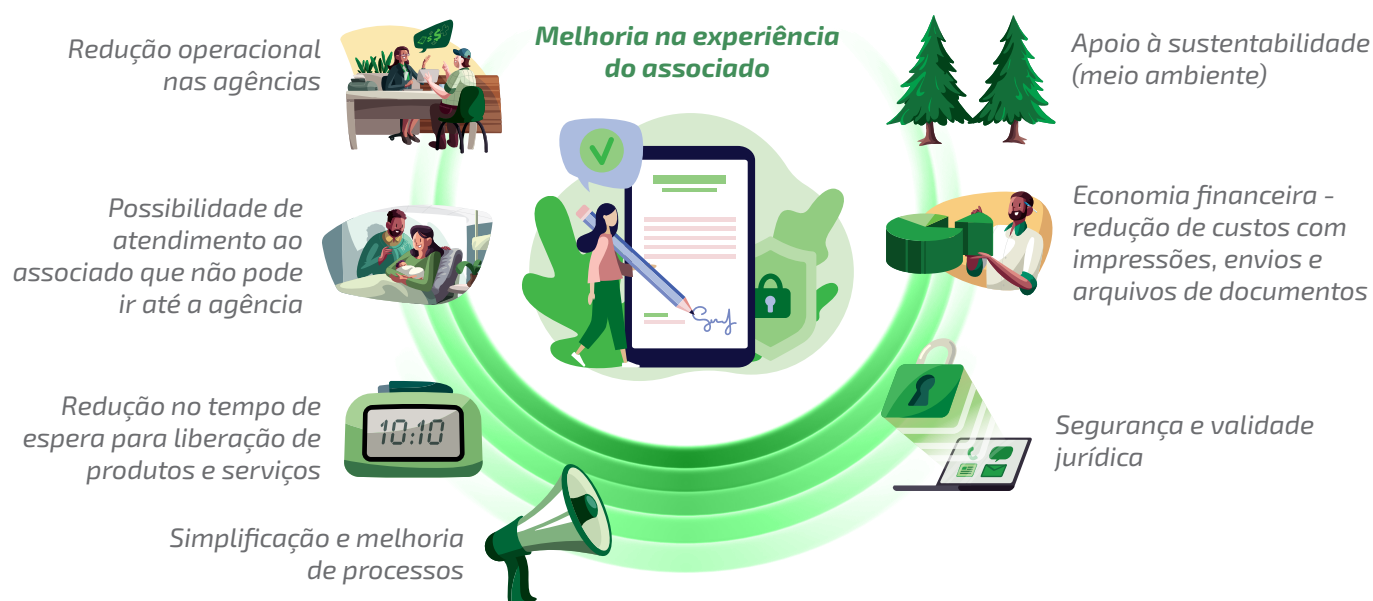 Melhoria na experiência
do associado
Redução operacional
nas agências
Possibilidade de
atendimento ao
associado que não pode
ir até a agência
Redução no tempo de
espera para liberação de
produtos e serviços
10:10
Simplificação e melhoria
de processos
Apoio à sustentabilidade
(meio ambiente)
Economia financeira -
redução de custos com
impressões, envios e
arquivos de documentos
Segurança e validade
jurídica